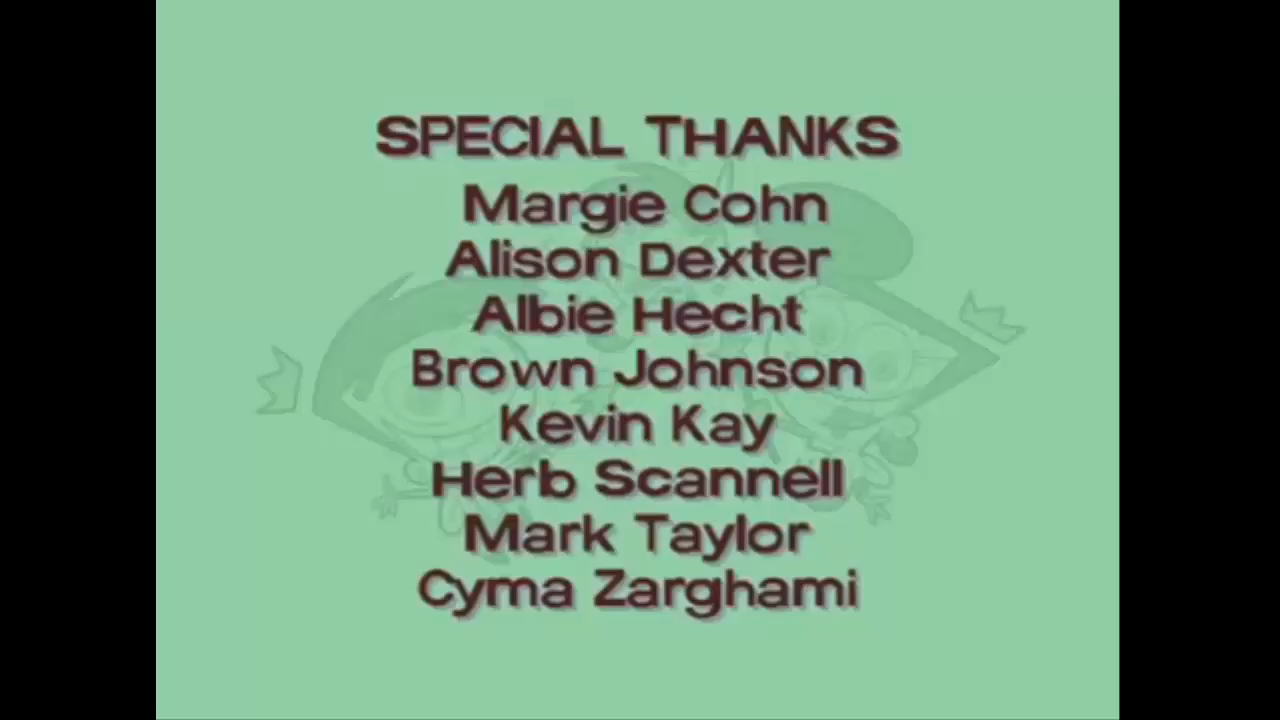 SPECIAL THANKS
Margie Cohn
Alison Dexter
Albie Hecht
Brown Johnson
Kevin Kay
Herb Scannell
Mark Taylor
Cyma Zarghami